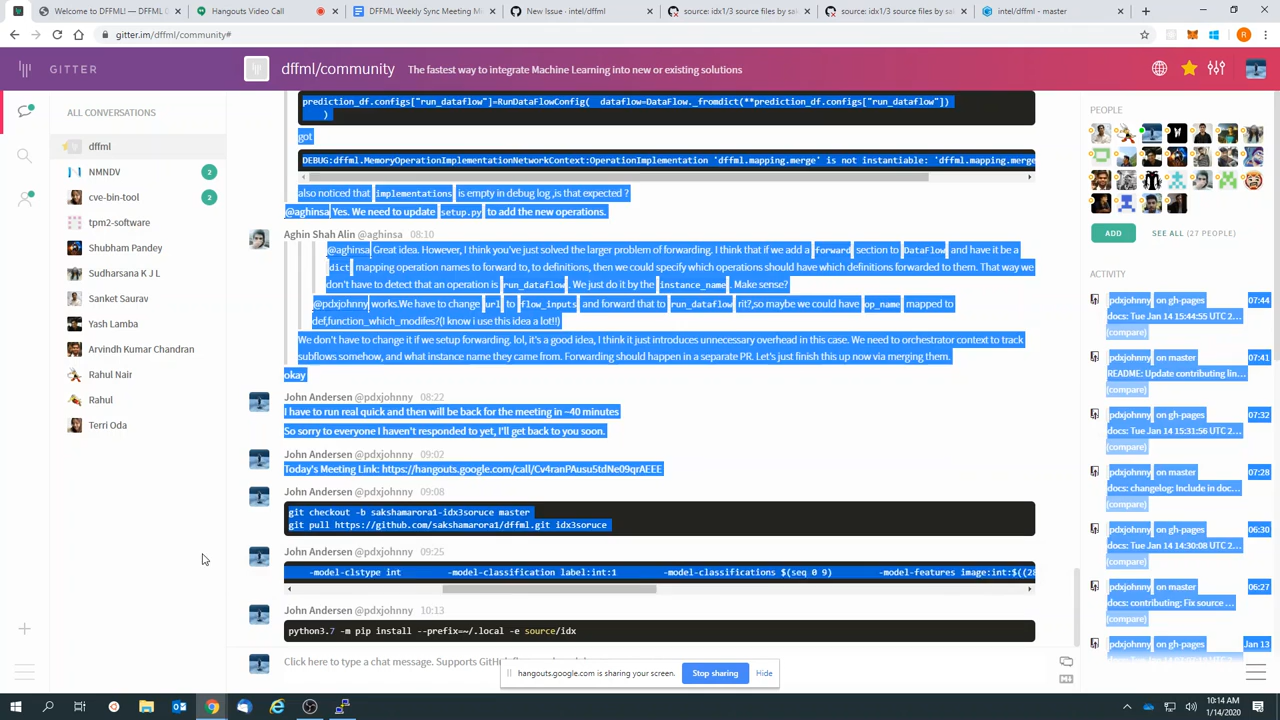 Welcome to DFFML! — DFFML
Hangouts Video Call
DFFML Weekly Sync Meeting M
New Issue · intel/dffml
source: idx1/3 source files by sak
source: idx1/3 source files by sak
intel/dffml - master
gitter.im/dffml/community#
R
GITTER
dffml/community
The fastest way to integrate Machine Learning into new or existing solutions
ALL CONVERSATIONS
dffml
NMNDV
2
cve-bin-tool
2
tpm2-software
Shubham Pandey
Sudharsana K J L
Sanket Saurav
Yash Lamba
Arvindh Kumar Chandran
Rahul Nair
Rahul
Terri Oda
prediction_df.configs["run_dataflow"]=RunDataFlowConfig( dataflow=DataFlow._fromdict(**prediction_df.configs["run_dataflow"])
)
got
DEBUG:dffml.MemoryOperationImplementationNetworkContext:OperationImplementation 'dffml.mapping.merge' is not instantiable: 'dffml.mapping.merge
also noticed that implementations is empty in debug log ,is that expected ?
@aghinsa Yes. We need to update setup.py to add the new operations.
Aghin Shah Alin @aghinsa 08:10
@aghinsa Great idea. However, I think you've just solved the larger problem of forwarding. I think that if we add a forward section to DataFlow and have it be a
dict mapping operation names to forward to, to definitions, then we could specify which operations should have which definitions forwarded to them. That way we
don't have to detect that an operation is run_dataflow. We just do it by the instance_name. Make sense?
@pdxjohnny works.We have to change url to flow_inputs and forward that to run_dataflow rit?,so maybe we could have op_name mapped to
def,function_which_modifes?(I know i use this idea a lot!!)
We don't have to change it if we setup forwarding. lol, it's a good idea, I think it just introduces unnecessary overhead in this case. We need to orchestrator context to track
subflows somehow, and what instance name they came from. Forwarding should happen in a separate PR. Let's just finish this up now via merging them.
okay
John Andersen @pdxjohnny 08:22
I have to run real quick and then will be back for the meeting in ~40 minutes
So sorry to everyone I haven't responded to yet, I'll get back to you soon.
John Andersen @pdxjohnny 09:02
Today's Meeting Link: https://hangouts.google.com/call/Cv4ranPAusu5tdNe09qrAEEE
John Andersen @pdxjohnny 09:08
git checkout -b sakshamarora1-idx3soruce master
git pull https://github.com/sakshamarora1/dffml.git idx3soruce
John Andersen @pdxjohnny 09:25
-model-clstype int -model-classification label:int:1 -model-classifications $(seq 0 9) -model-features image:int:$((28
John Andersen @pdxjohnny 10:13
python3.7 -m pip install --prefix=~/.local -e source/idx
Click here to type a chat message. Supports GitH
hangouts.google.com is sharing your screen.
Stop sharing
Hide
PEOPLE
ADD
SEE ALL (27 PEOPLE)
ACTIVITY
pdxjohnny on gh-pages 07:44
docs: Tue Jan 14 15:44:55 UTC 2...
(compare)
pdxjohnny on master 07:41
README: Update contributing lin...
(compare)
pdxjohnny on gh-pages 07:32
docs: Tue Jan 14 15:31:56 UTC 2...
(compare)
pdxjohnny on master 07:28
docs: changelog: Include in doc...
(compare)
pdxjohnny on gh-pages 06:30
docs: Tue Jan 14 14:30:08 UTC 2...
(compare)
pdxjohnny on master 06:27
docs: contributing: Fix source ...
(compare)
pdxjohnny on gh-pages Jan 13
10:14 AM
1/14/2020